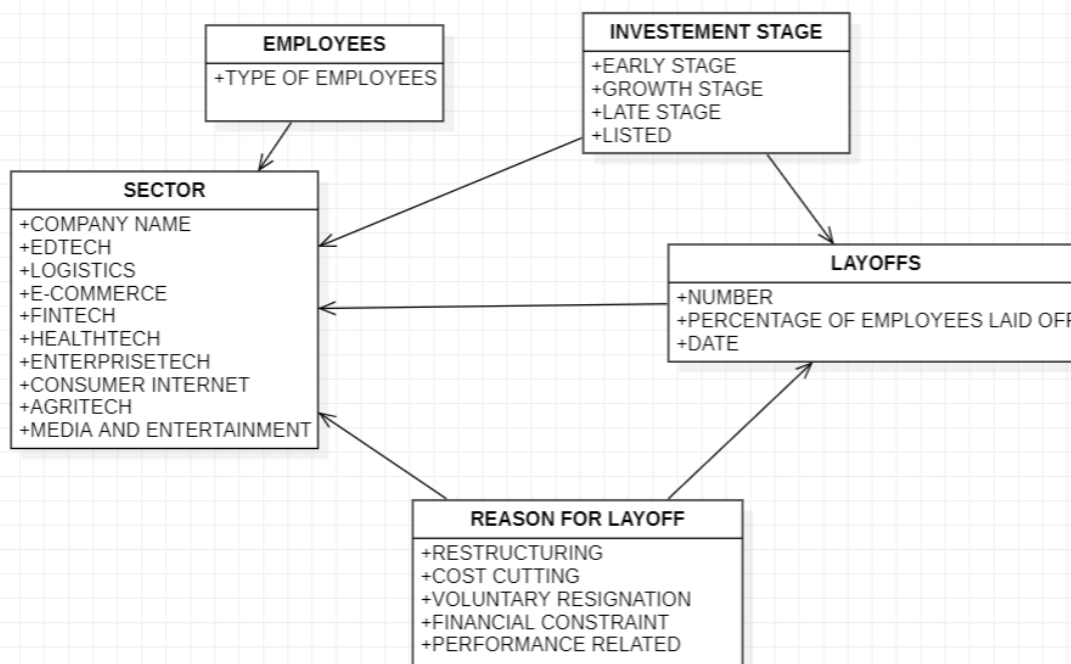 EMPLOYEES
+TYPE OF EMPLOYEES
INVESTEMENT STAGE
+EARLY STAGE
+GROWTH STAGE
+LATE STAGE
+LISTED
SECTOR
+COMPANY NAME
+EDTECH
+LOGISTICS
+E-COMMERCE
+FINTECH
+HEALTHTECH
+ENTERPRISETECH
+CONSUMER INTERNET
+AGRITECH
+MEDIA AND ENTERTAINMENT
LAYOFFS
+NUMBER
+PERCENTAGE OF EMPLOYEES LAID OFF
+DATE
REASON FOR LAYOFF
+RESTRUCTURING
+COST CUTTING
+VOLUNTARY RESIGNATION
+FINANCIAL CONSTRAINT
+PERFORMANCE RELATED